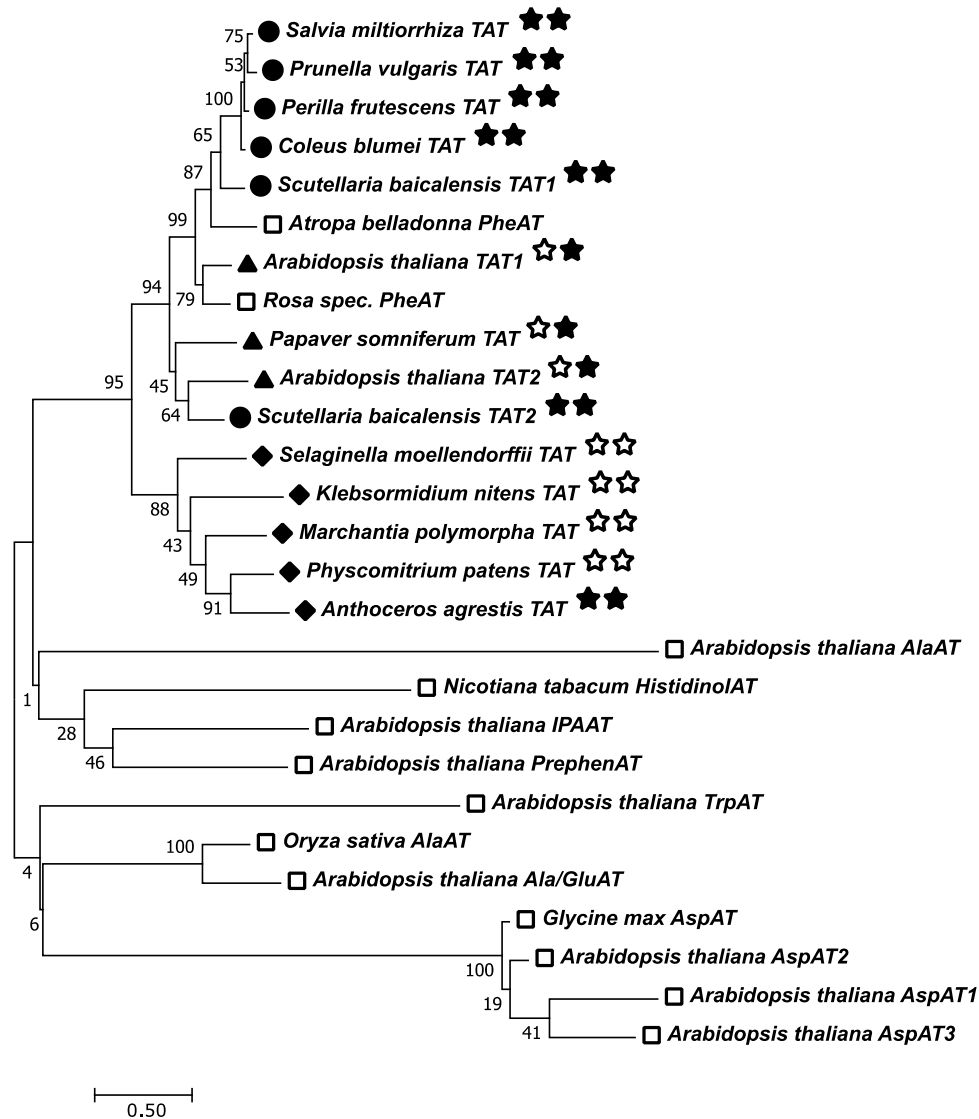 Salvia miltiorrhiza TAT
75
Prunella vulgaris TAT
53
Perilla frutescens TAT
100
Coleus blumei TAT
65
Scutellaria baicalensis TAT1
87
Atropa belladonna PheAT
99
Arabidopsis thaliana TAT1
94
79
Rosa spec. PheAT
Papaver somniferum TAT
95
45
Arabidopsis thaliana TAT2
64
Scutellaria baicalensis TAT2
Selaginella moellendorffii TAT
88
Klebsormidium nitens TAT
43
Marchantia polymorpha TAT
49
Physcomitrium patens TAT
91
Anthoceros agrestis TAT
Arabidopsis thaliana AlaAT
1
Nicotiana tabacum HistidinolAT
28
Arabidopsis thaliana IPAAT
46
Arabidopsis thaliana PrephenAT
Arabidopsis thaliana TrpAT
100
Oryza sativa AlaAT
4
Arabidopsis thaliana Ala/GluAT
6
Glycine max AspAT
100
Arabidopsis thaliana AspAT2
19
Arabidopsis thaliana AspAT1
41
Arabidopsis thaliana AspAT3
0.50